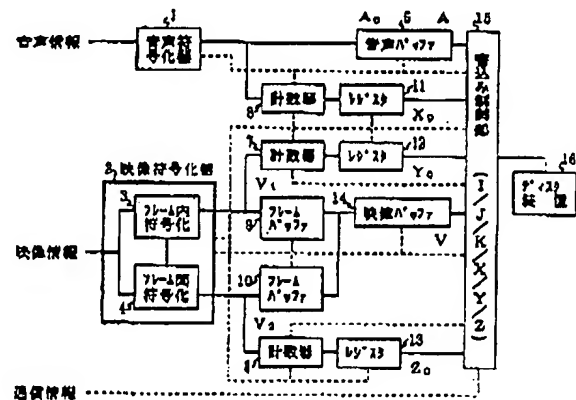 音声情報
1
音声符
号化器
A₀
5
A
音声バッファ
15
書込み制御部
(I/J/K/X/Y/Z)
6
計数器
レジスタ
11
X₀
7
計数器
レジスタ
12
Y₀
16
ディスク
装置
2
映像符号化器
3
フレーム内
符号化
V₁
9
フレーム
バッファ
14
映像バッファ
V
映像情報
4
フレーム間
符号化
10
フレーム
バッファ
V₂
計数器
レジスタ
13
Z₀
通信情報